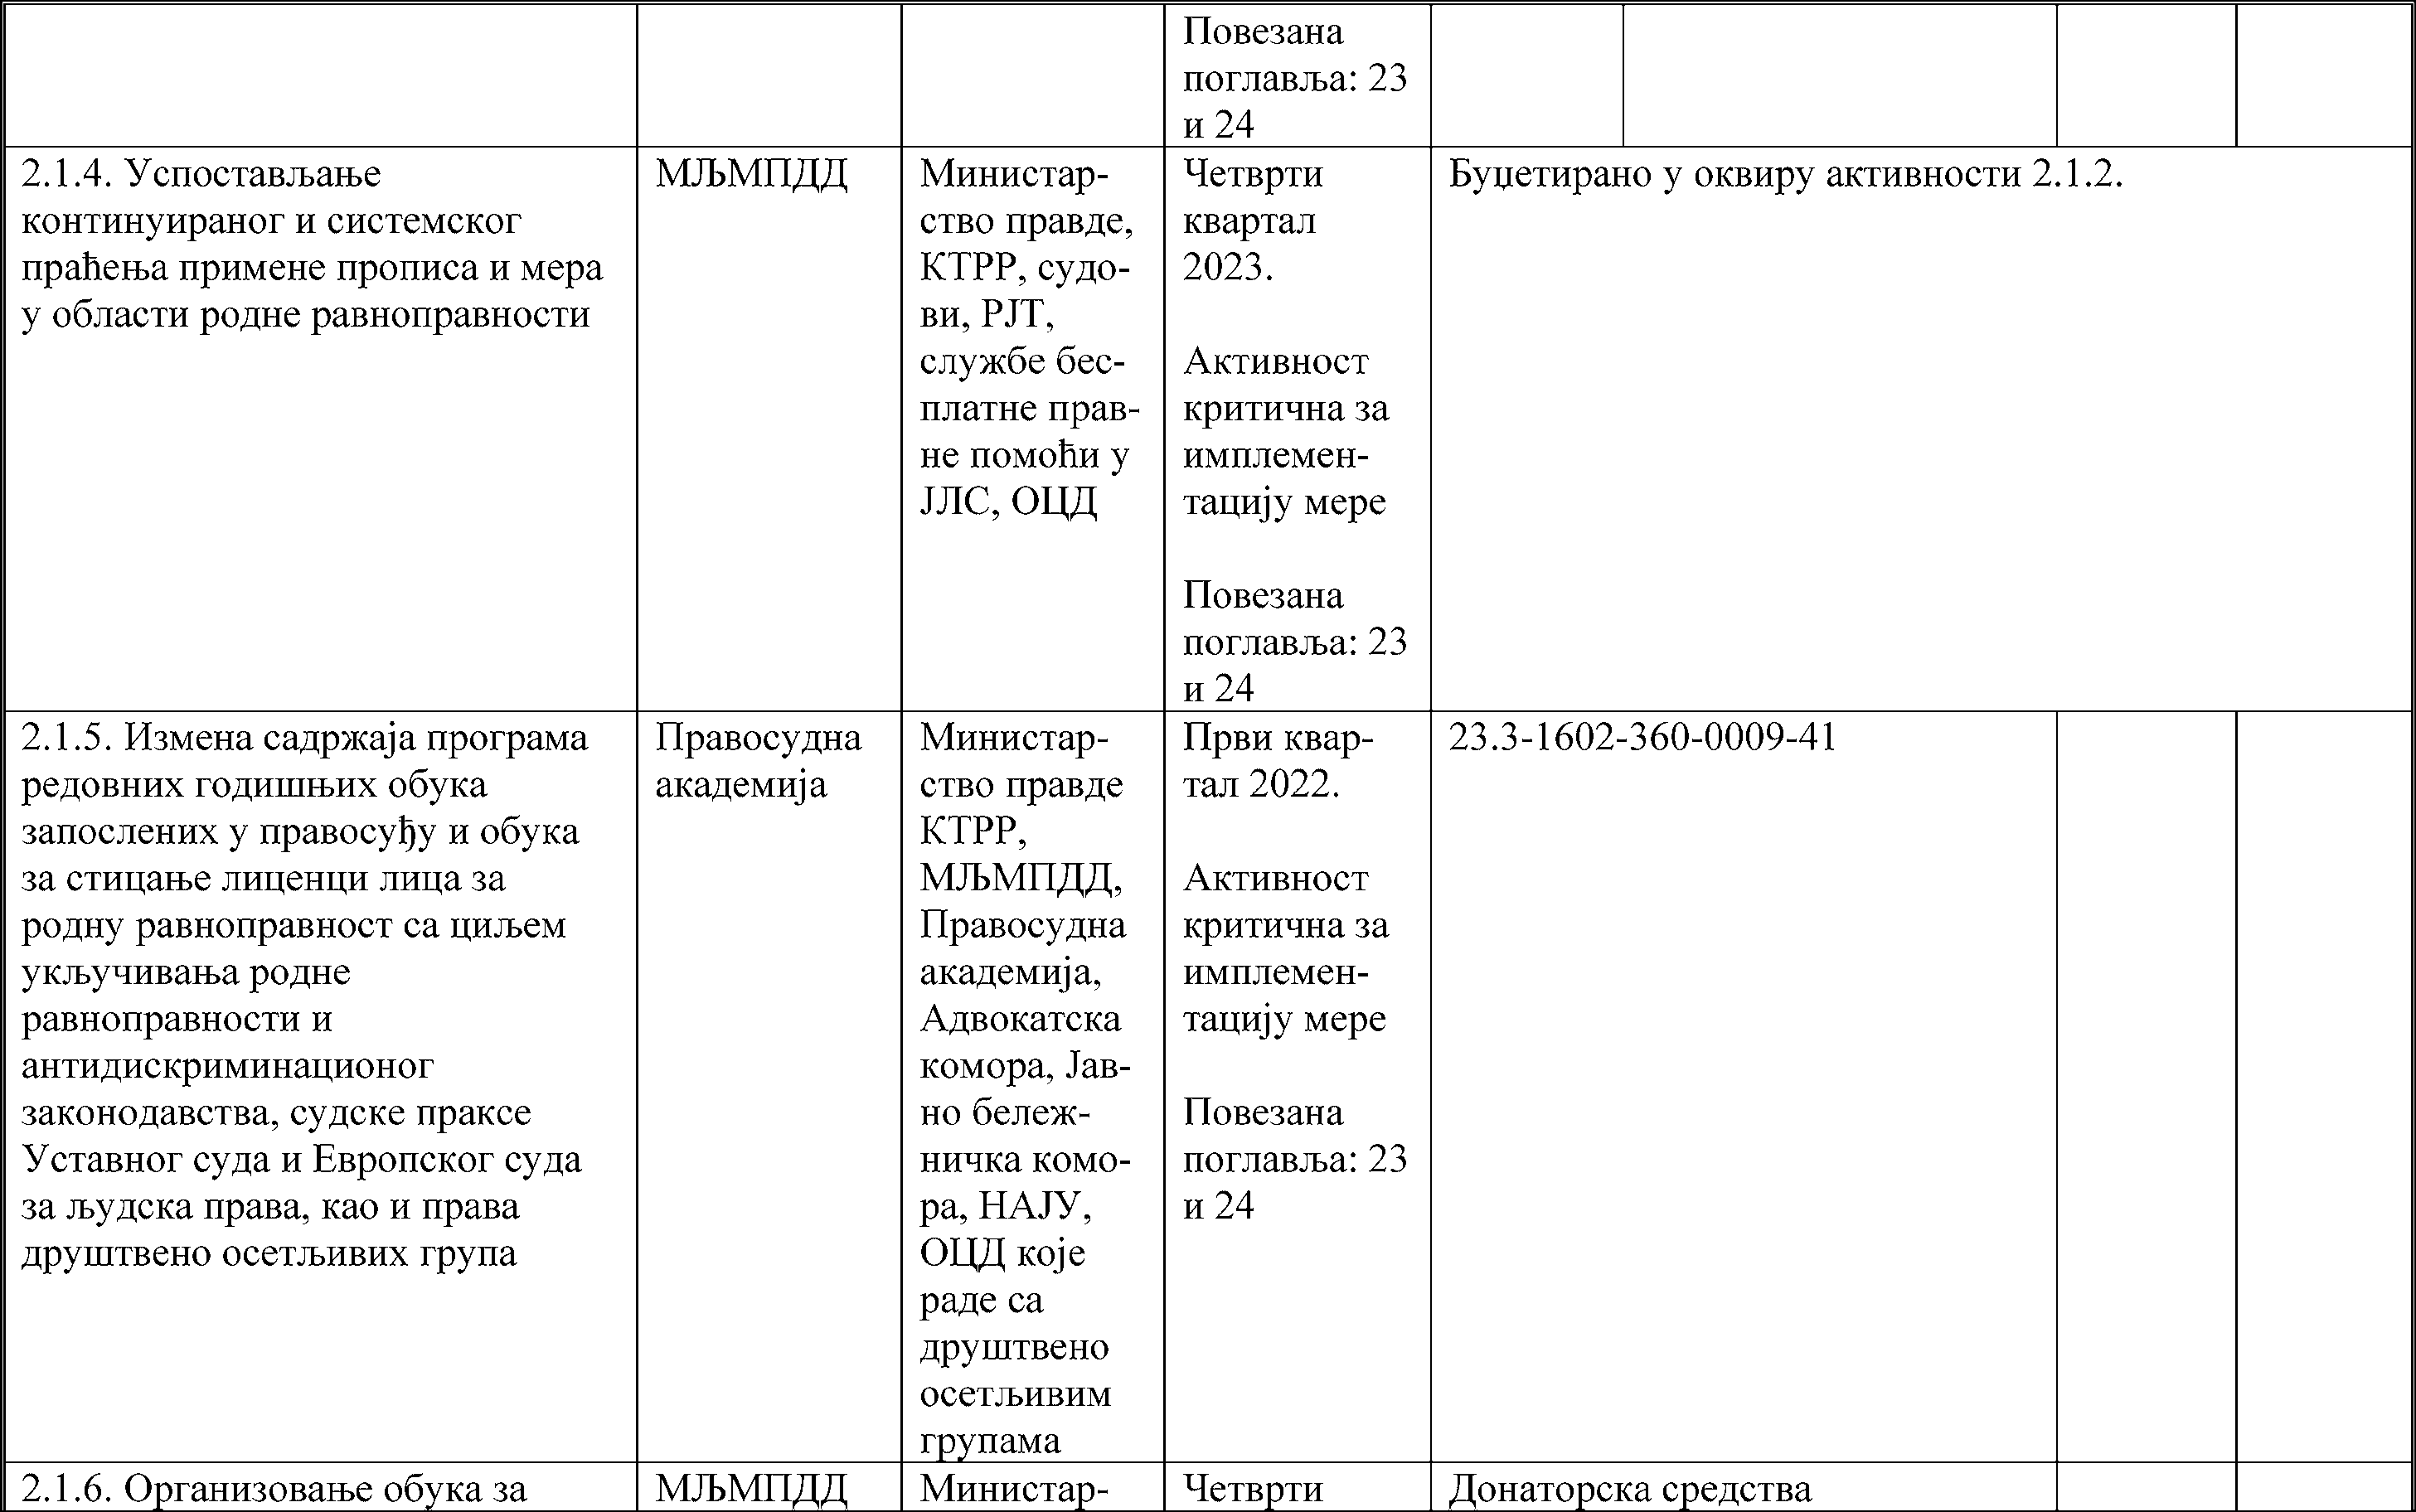 Повезана
поглавља: 23
и 24
2.1.4. Успостављање
континуираног и системског
праћења примене прописа и мера
у области родне равноправности
МЉМПДД
Министар-
ство правде,
КТРР, судо-
ви, РЈТ,
службе бес-
платне прав-
не помоћи у
ЈЛС, ОЦД
Четврти
квартал
2023.
Активност
критична за
имплемен-
тацију мере
Повезана
поглавља: 23
и 24
Буџетирано у оквиру активности 2.1.2.
2.1.5. Измена садржаја програма
редовних годишњих обука
запослених у правосуђу и обука
за стицање лиценци лица за
родну равноправност са циљем
укључивања родне
равноправности и
антидискриминационог
законодавства, судске праксе
Уставног суда и Европског суда
за људска права, као и права
друштвено осетљивих група
Правосудна
академија
Министар-
ство правде
КТРР,
МЉМПДД,
Правосудна
академија,
Адвокатска
комора, Јав-
но бележ-
ничка комо-
ра, НАЈУ,
ОЦД које
раде са
друштвено
осетљивим
групама
Први квар-
тал 2022.
Активност
критична за
имплемен-
тацију мере
Повезана
поглавља: 23
и 24
23.3-1602-360-0009-41
2.1.6. Организовање обука за
МЉМПДД
Министар-
Четврти
Донаторска средства